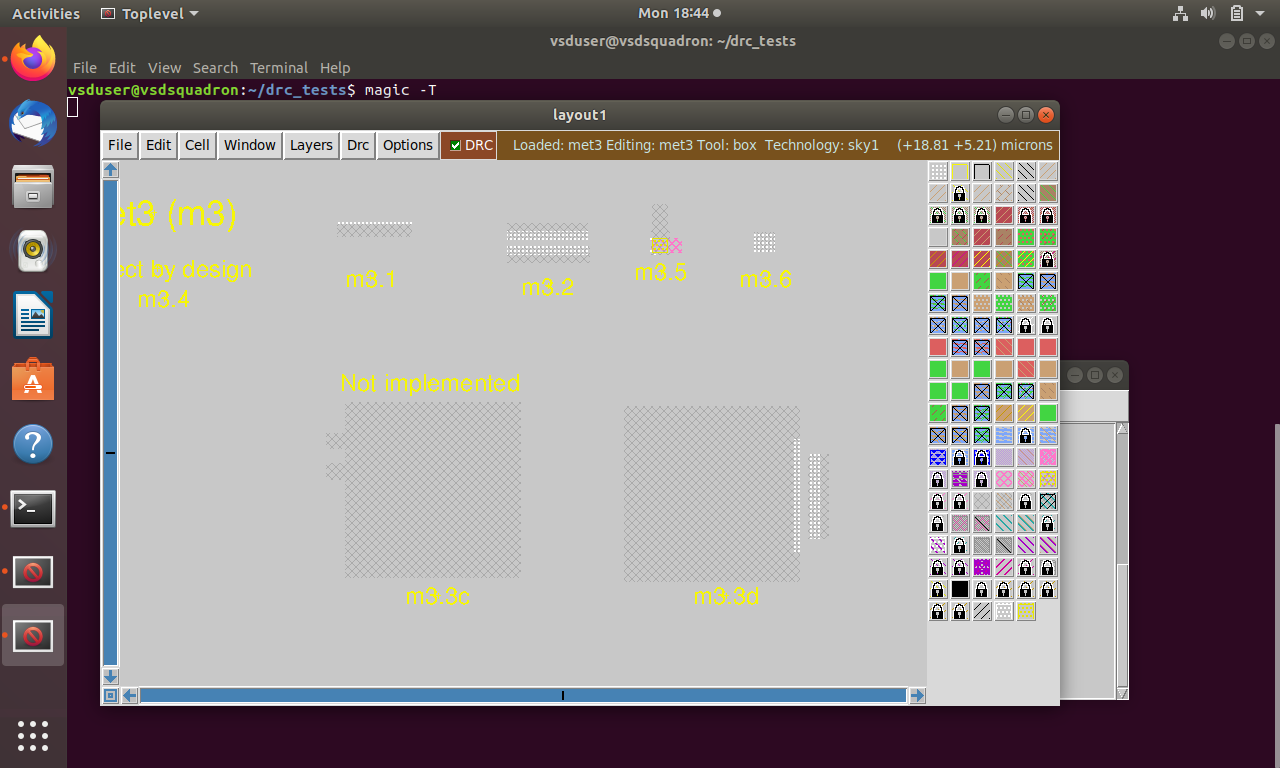 Activities
Toplevel
Mon 18:44
vsduser@vsdsquadron: ~/drc_tests
File Edit View Search Terminal Help
vsduser@vsdsquadron:~/drc_tests$ magic -T
layout1
File Edit Cell Window Layers Drc Options DRC Loaded: met3 Editing: met3 Tool: box Technology: sky1 (+18.81 +5.21) microns
et3 (m3)
ect by design
m3.4
m3.1
m3.2
m3.5
m3.6
Not implemented
m3.3c
m3.3d